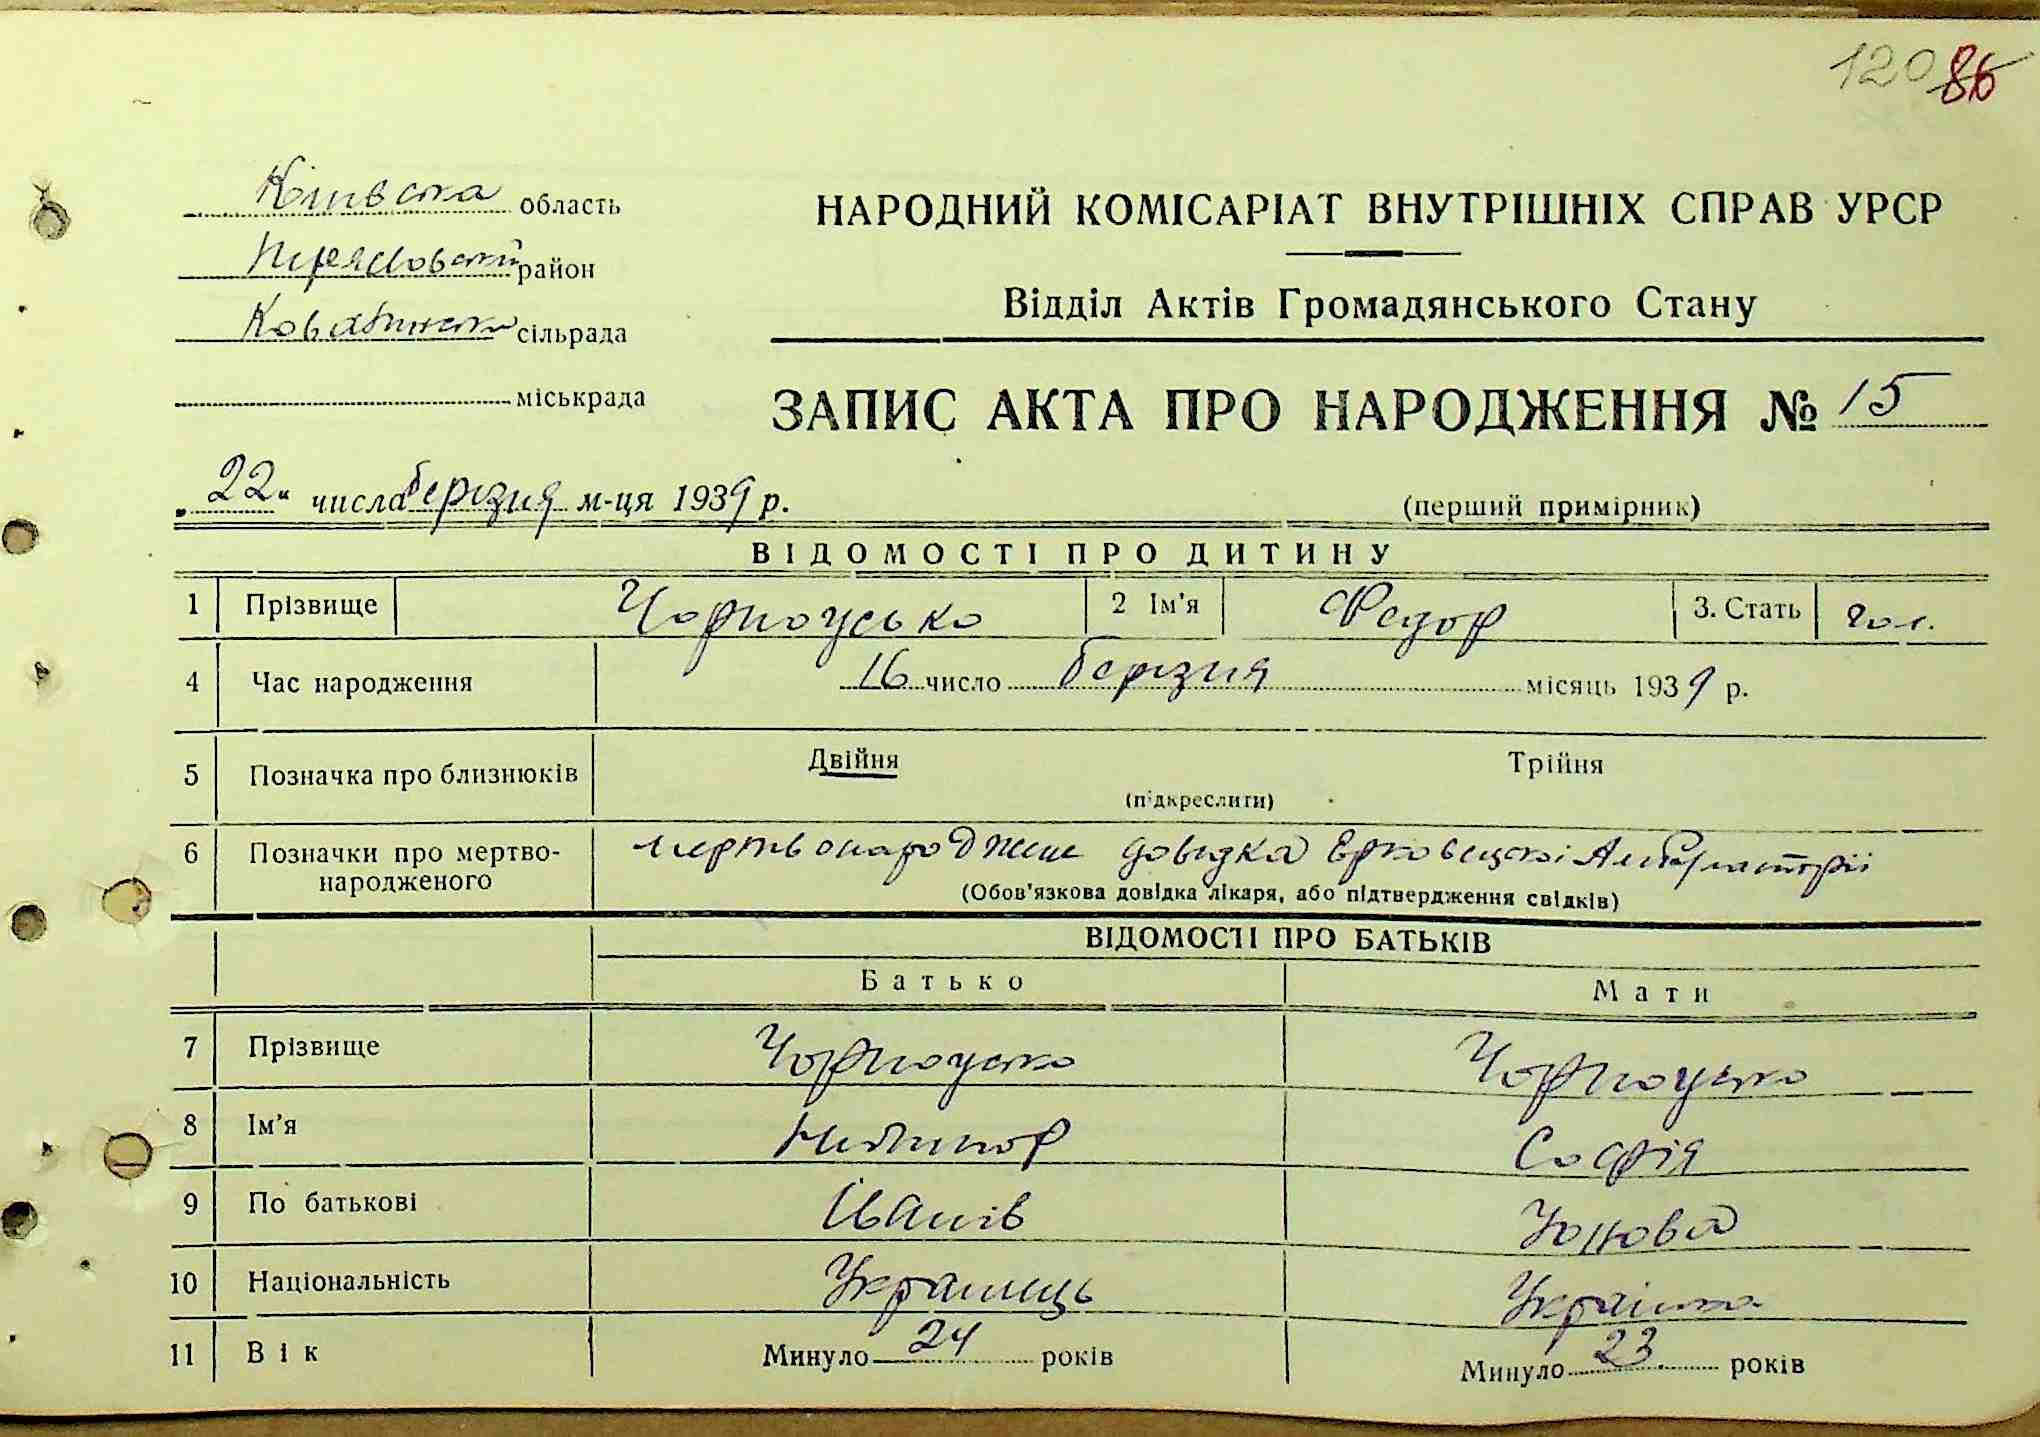 120 86
Київська область
НАРОДНИЙ КОМІСАРІАТ ВНУТРІШНІХ СПРАВ УРСР
район
Відділ Актів Громадянського Стану
сільрада
міськрада
ЗАПИС АКТА ПРО НАРОДЖЕННЯ № 15
„22“ числа березня м-ця 1939 р.
(перший примірник)
ВІДОМОСТІ ПРО ДИТИНУ
1 Прізвище Чорноусько 2 Ім'я Федор 3. Стать чол.
4 Час народження 16 число березня місяць 1939 р.
5 Позначка про близнюків Двійня Трійня
(підкреслити)
6 Позначки про мертво- мертвонароджене довідка Ерковецької Амбулаторії
народженого (Обов'язкова довідка лікаря, або підтвердження свідків)
ВІДОМОСТІ ПРО БАТЬКІВ
Батько Мати
7 Прізвище Чорноусько Чорноусько
8 Ім'я Никинор Софія
9 По батькові Іванів
10 Національність Українець Українка
11 Вік Минуло 24 років Минуло 23 років